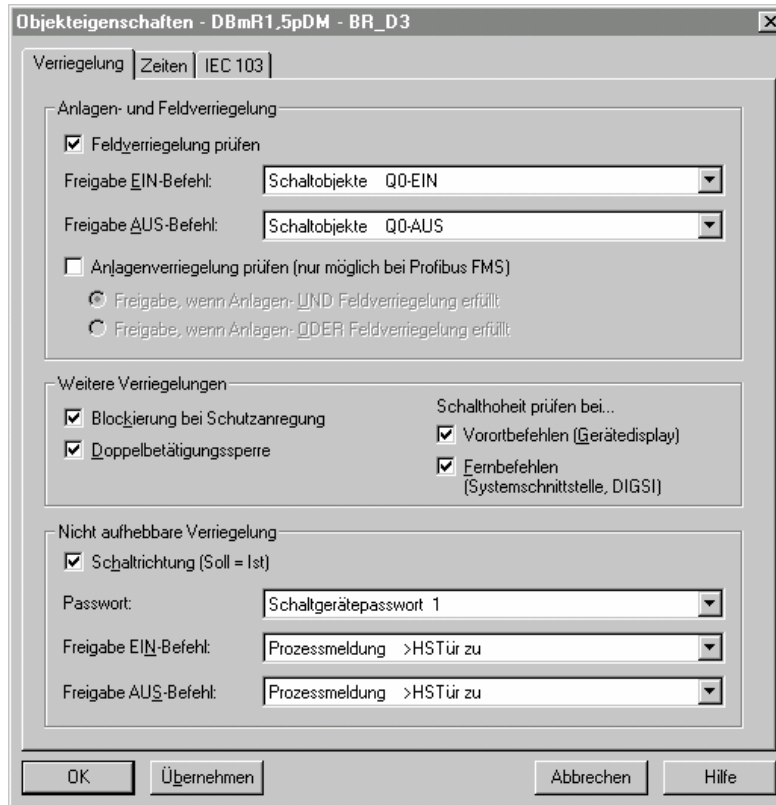 Objekteigenschaften - DBmR1,5pDM - BR_D3
Verriegelung
Zeiten
IEC 103
Anlagen- und Feldverriegelung
Feldverriegelung prüfen
Freigabe EIN-Befehl:
Schaltobjekte Q0-EIN
Freigabe AUS-Befehl:
Schaltobjekte Q0-AUS
Anlagenverriegelung prüfen (nur möglich bei Profibus FMS)
Freigabe, wenn Anlagen- UND Feldverriegelung erfüllt
Freigabe, wenn Anlagen- ODER Feldverriegelung erfüllt
Weitere Verriegelungen
Blockierung bei Schutzanregung
Doppelbetätigungssperre
Schalthoheit prüfen bei...
Vorortbefehlen (Gerätedisplay)
Fernbefehlen
(Systemschnittstelle, DIGSI)
Nicht aufhebbare Verriegelung
Schaltrichtung (Soll = Ist)
Passwort:
Schaltgerätepasswort 1
Freigabe EIN-Befehl:
Prozessmeldung >HSTür zu
Freigabe AUS-Befehl:
Prozessmeldung >HSTür zu
OK
Übernehmen
Abbrechen
Hilfe